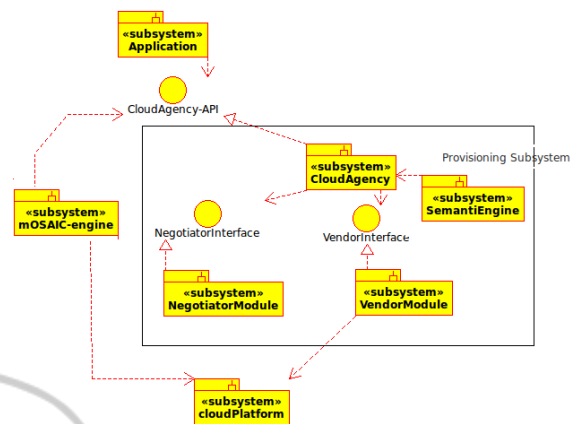 «subsystem»
Application
CloudAgency-API
Provisioning Subsystem
«subsystem»
CloudAgency
«subsystem»
SemantiEngine
«subsystem»
mOSAIC-engine
NegotiatorInterface
VendorInterface
«subsystem»
NegotiatorModule
«subsystem»
VendorModule
«subsystem»
cloudPlatform